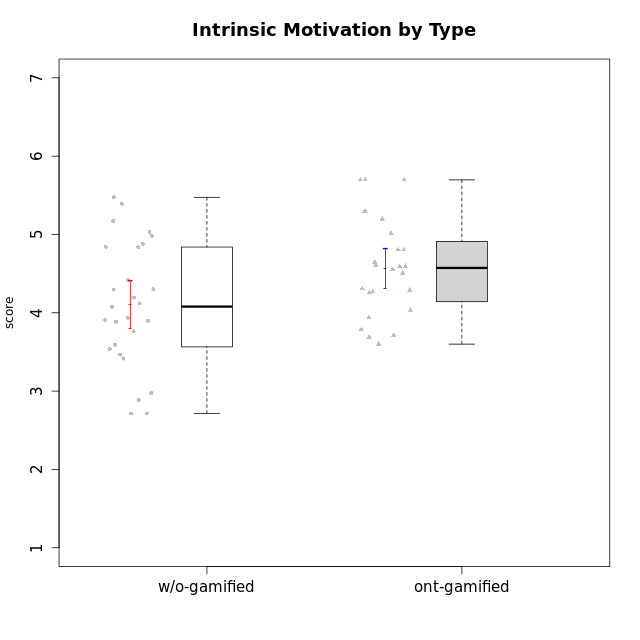 Intrinsic Motivation by Type
7
6
5
4
3
2
1
score
w/o-gamified
ont-gamified